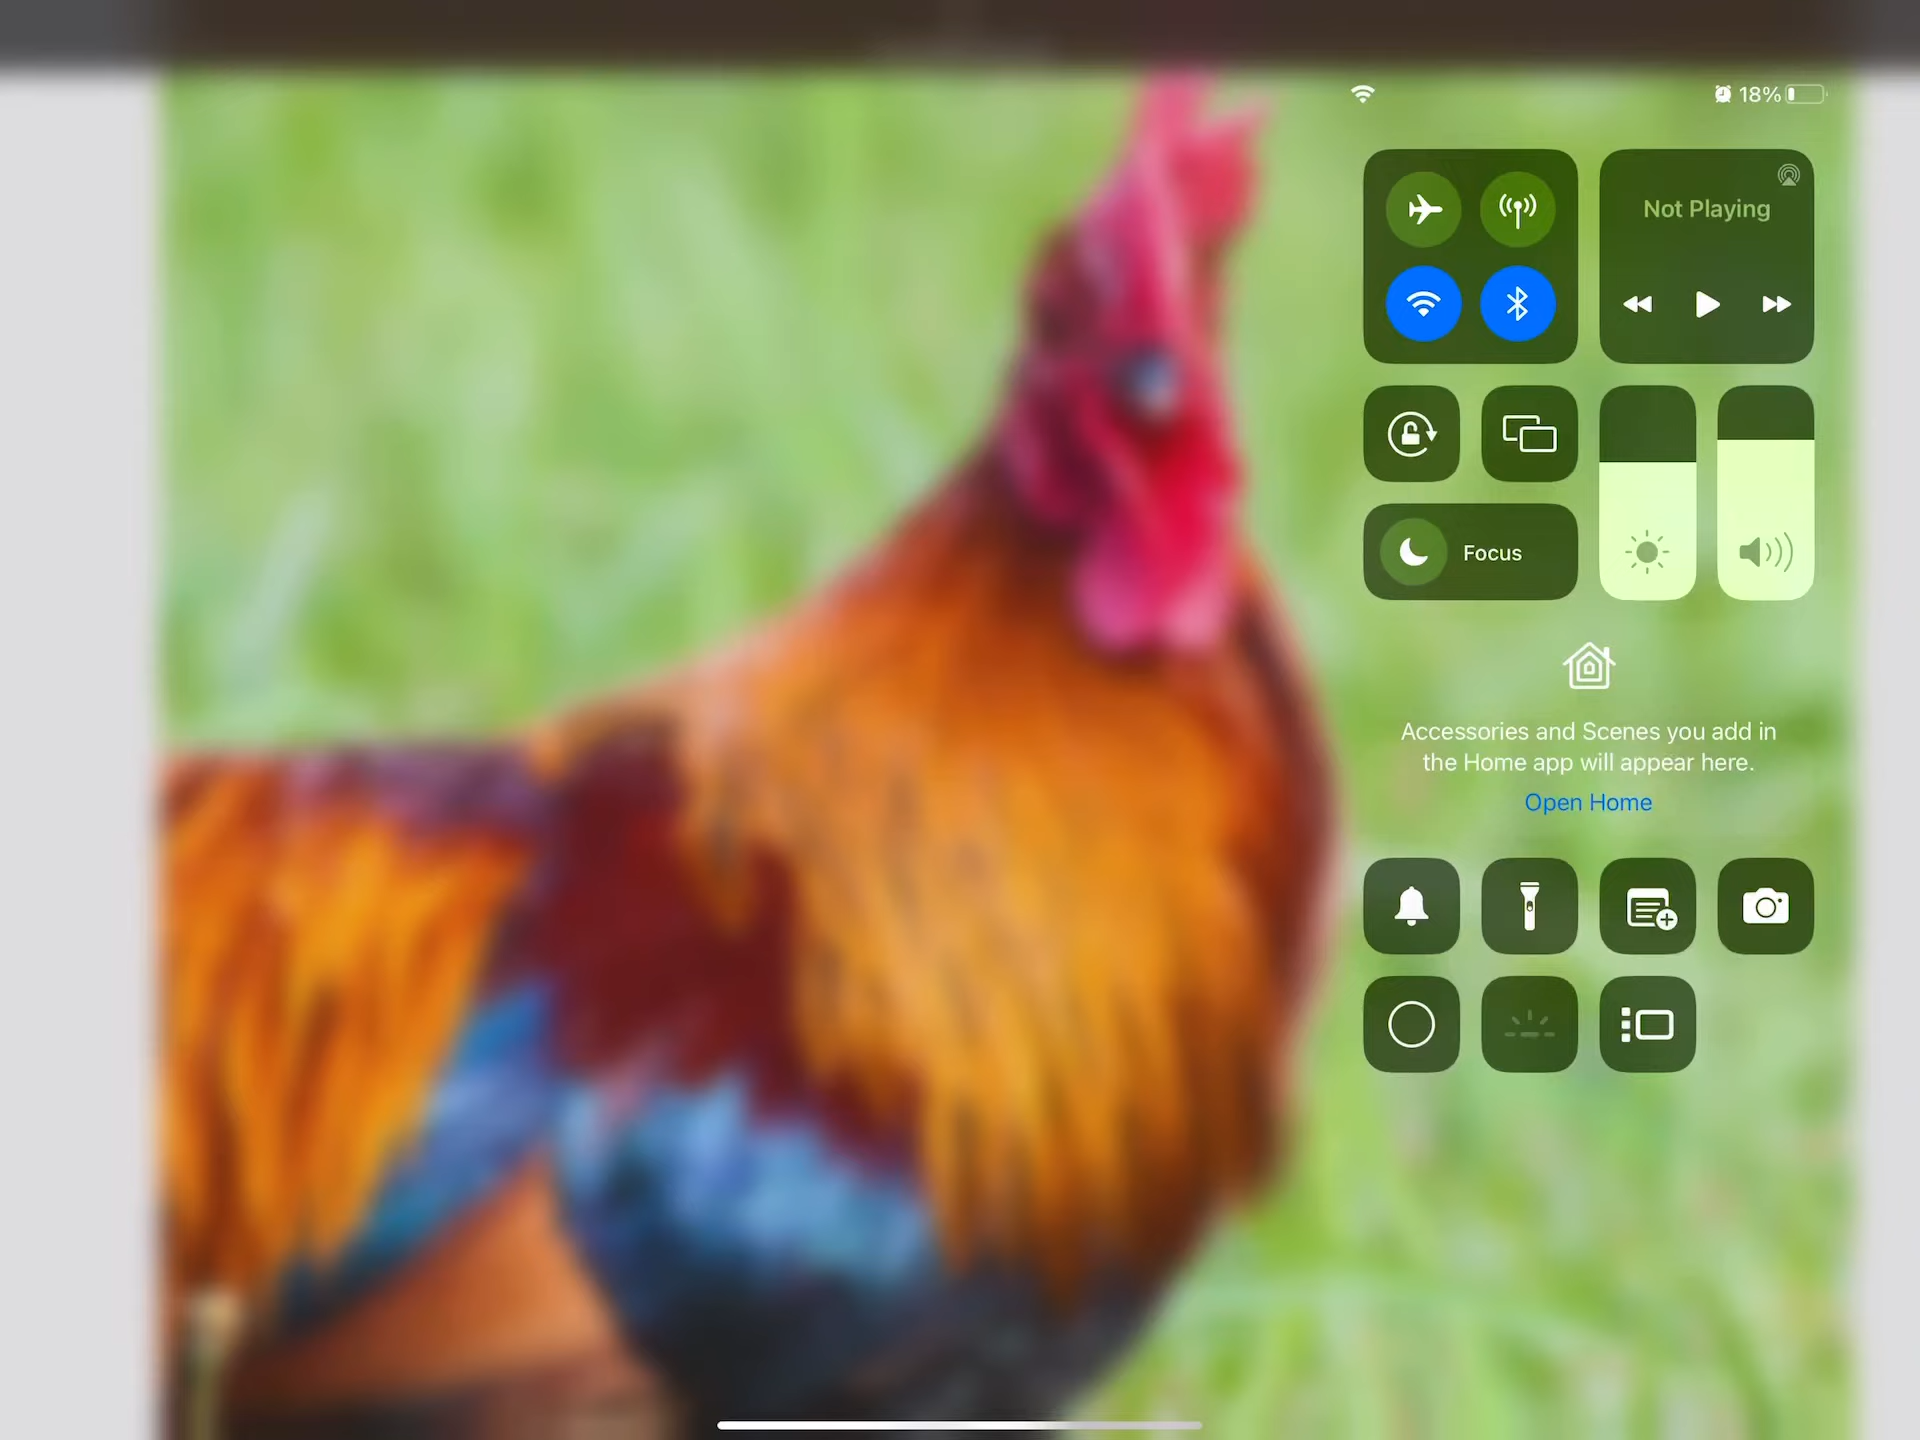 18%
Not Playing
Focus
Accessories and Scenes you add in
the Home app will appear here.
Open Home